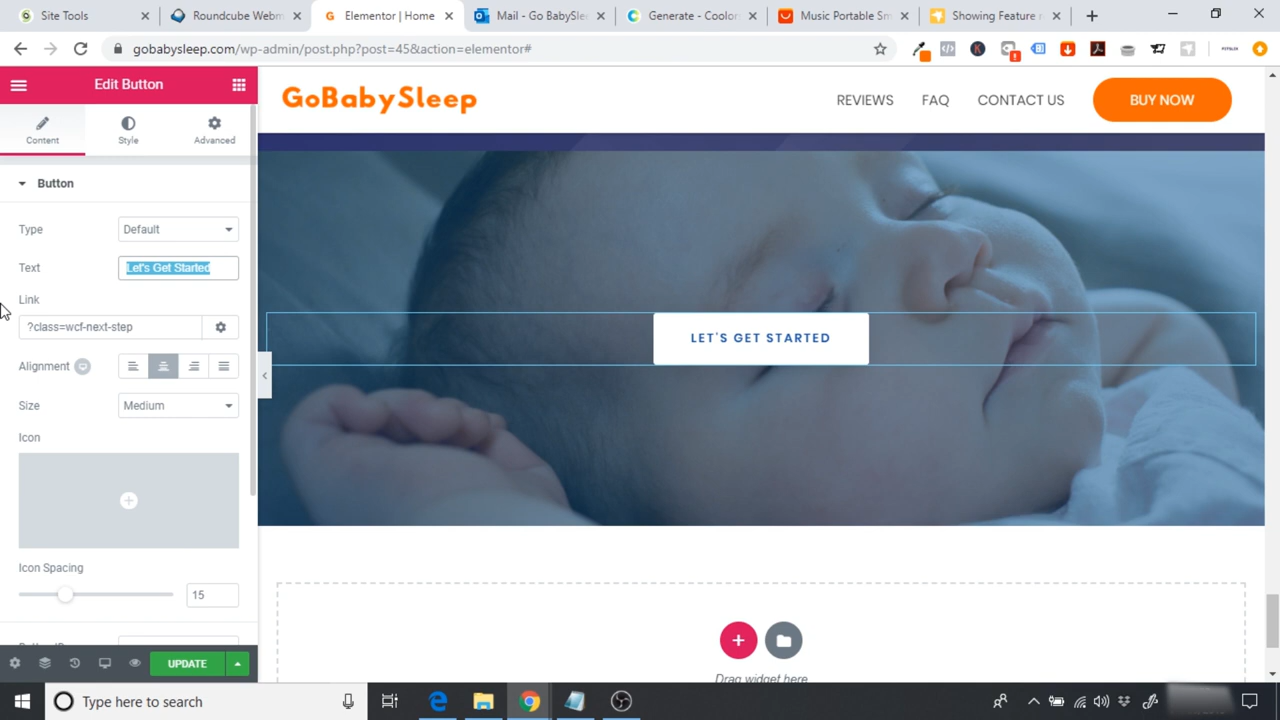 Site Tools
Roundcube Webm
Elementor | Home
Mail - Go BabySlee
Generate - Coolor
Music Portable Sm
Showing Feature r
gobabysleep.com/wp-admin/post.php?post=45&action=elementor#
Edit Button
Content
Style
Advanced
Button
Type
Default
Text
Let's Get Started
Link
?class=wcf-next-step
Alignment
Size
Medium
Icon
Icon Spacing
15
UPDATE
GoBabySleep
REVIEWS
FAQ
CONTACT US
BUY NOW
LET'S GET STARTED
Drag widget here
Type here to search